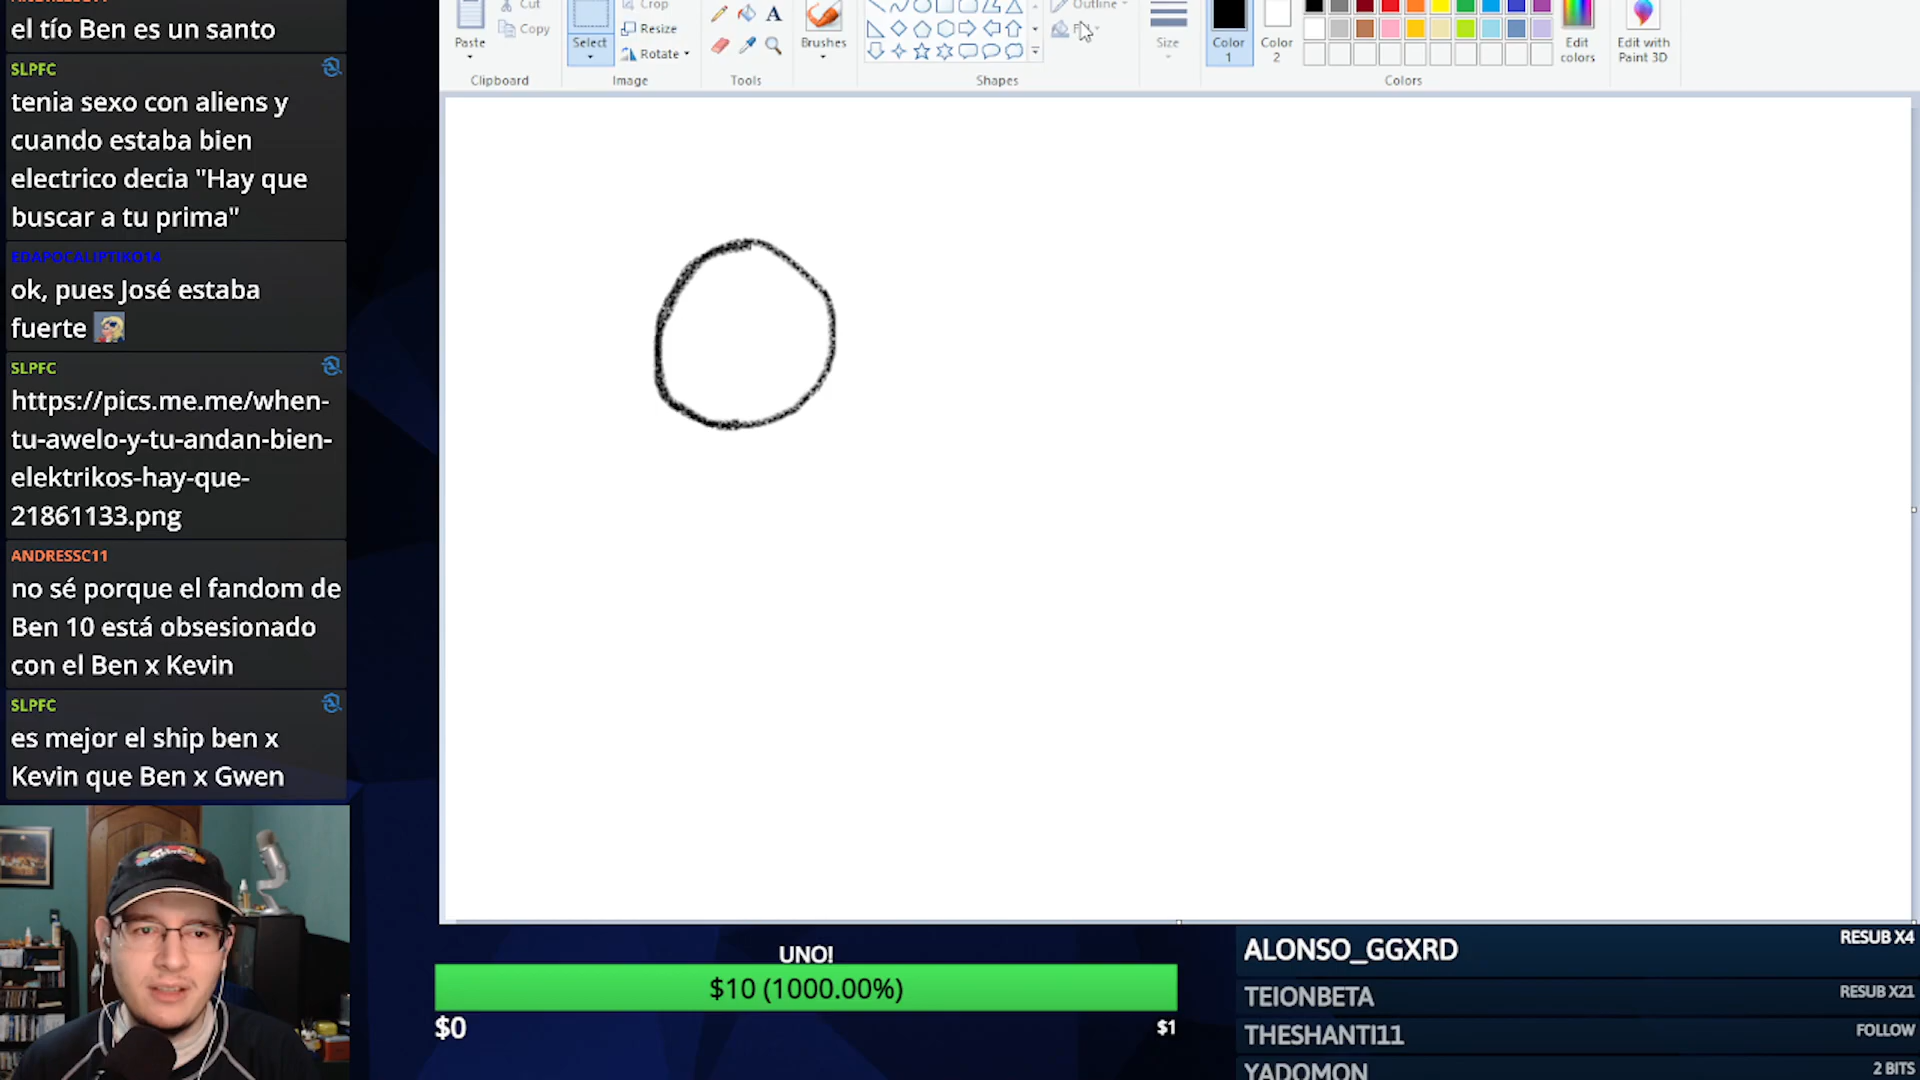 el tío Ben es un santo
SLPFC
tenia sexo con aliens y
cuando estaba bien
electrico decia "Hay que
buscar a tu prima"
EDAPOCALIPTIKO14
ok, pues José estaba
fuerte
SLPFC
https://pics.me.me/when-
tu-awelo-y-tu-andan-bien-
elektrikos-hay-que-
21861133.png
ANDRESSC11
no sé porque el fandom de
Ben 10 está obsesionado
con el Ben x Kevin
SLPFC
es mejor el ship ben x
Kevin que Ben x Gwen
Paste
Cut
Copy
Clipboard
Select
Crop
Resize
Rotate
Image
A
Tools
Brushes
Outline
Shapes
Size
Color
1
Color
2
Colors
Edit
colors
Edit with
Paint 3D
UNO!
$10 (1000.00%)
$0
$1
ALONSO_GGXRD
RESUB X4
TEIONBETA
RESUB X21
THESHANTI11
FOLLOW
YADOMON
2 BITS